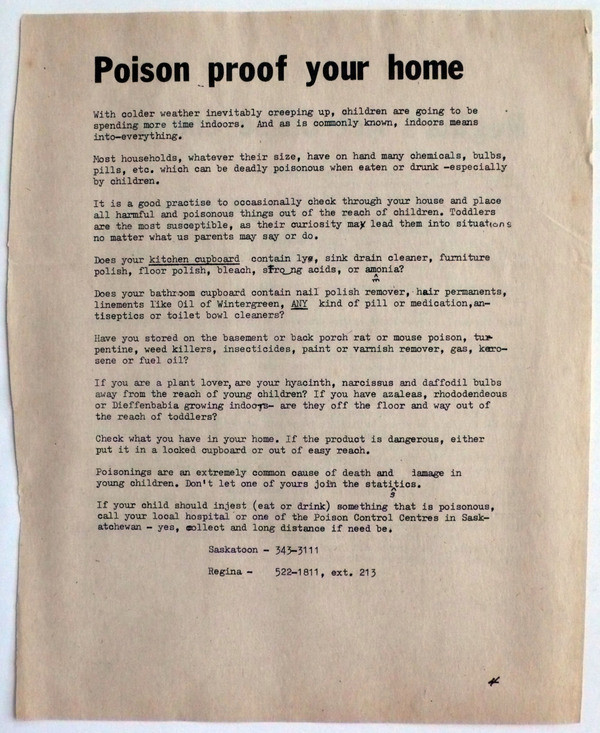 Poison proof your home
With colder weather inevitably creeping up, children are going to be
spending more time indoors. And as is commonly known, indoors means
into-everything.
Most households, whatever their size, have on hand many chemicals, bulbs,
pills, etc. which can be deadly poisonous when eaten or drunk -especially
by children.
It is a good practise to occasionally check through your house and place
all harmful and poisonous things out of the reach of children. Toddlers
are the most susceptible, as their curiosity may lead them into situations
no matter what us parents may say or do.
Does your kitchen cupboard contain lye, sink drain cleaner, furniture
polish, floor polish, bleach, strong acids, or amonia?
m
Does your bathroom cupboard contain nail polish remover, hair permanents,
linements like Oil of Wintergreen, ANY kind of pill or medication,an-
tiseptics or toilet bowl cleaners?
Have you stored on the basement or back porch rat or mouse poison, tur-
pentine, weed killers, insecticides, paint or varnish remover, gas, kero-
sene or fuel oil?
If you are a plant lover, are your hyacinth, narcissus and daffodil bulbs
away from the reach of young children? If you have azaleas, rhododendeous
or Dieffenbabia growing indoors- are they off the floor and way out of
the reach of toddlers?
Check what you have in your home. If the product is dangerous, either
put it in a locked cupboard or out of easy reach.
Poisonings are an extremely common cause of death and damage in
young children. Don't let one of yours join the statitics.
s
If your child should injest (eat or drink) something that is poisonous,
call your local hospital or one of the Poison Control Centres in Sask-
atchewan - yes, collect and long distance if need be.
Saskatoon - 343-3111
Regina - 522-1811, ext. 213
4